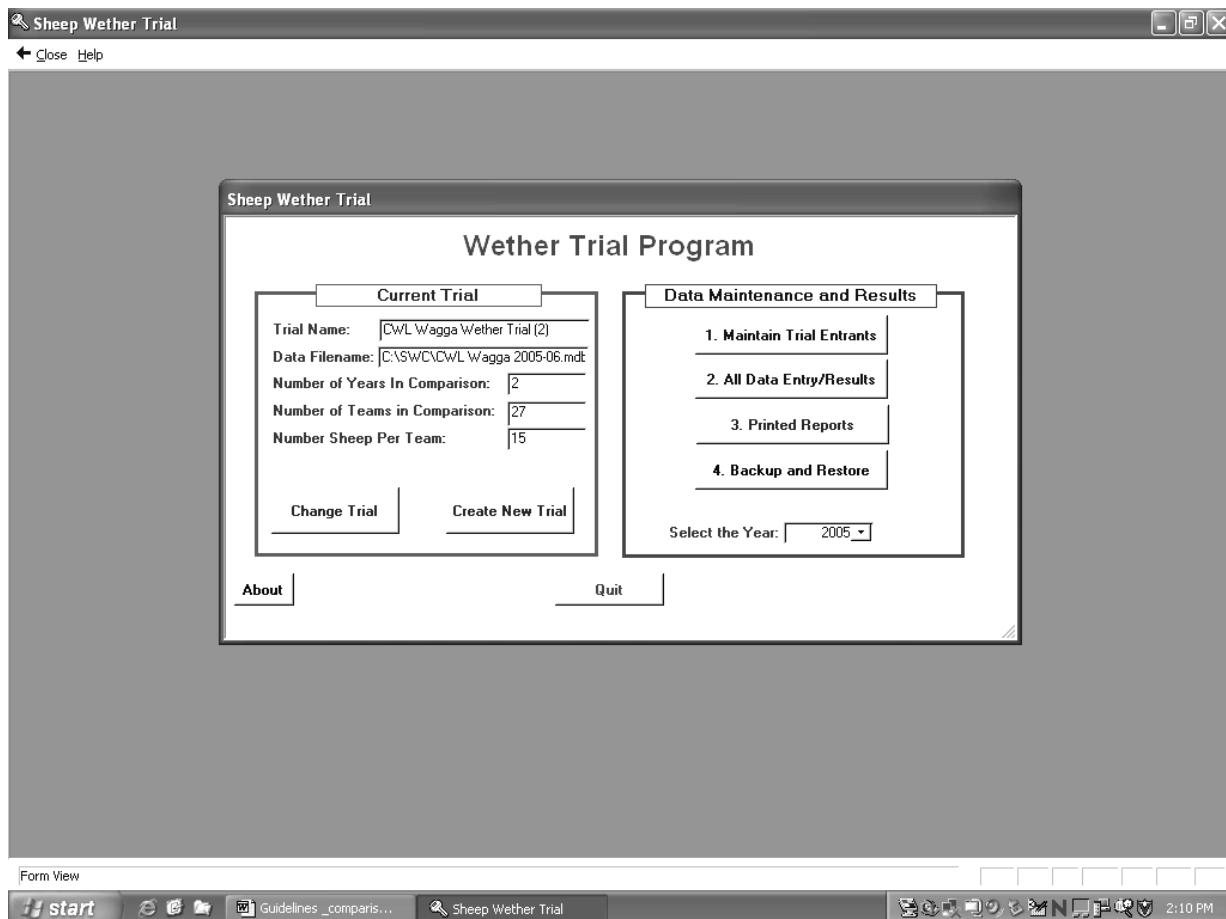 Sheep Wether Trial
Close Help
Sheep Wether Trial
Wether Trial Program
Current Trial
Trial Name: CWL Wagga Wether Trial (2)
Data Filename: C:\SWC\CWL Wagga 2005-06.mdb
Number of Years In Comparison: 2
Number of Teams in Comparison: 27
Number Sheep Per Team: 15
Change Trial Create New Trial
Data Maintenance and Results
1. Maintain Trial Entrants
2. All Data Entry/Results
3. Printed Reports
4. Backup and Restore
Select the Year: 2005
About Quit
Form View
start Guidelines _comparis... Sheep Wether Trial N 2:10 PM